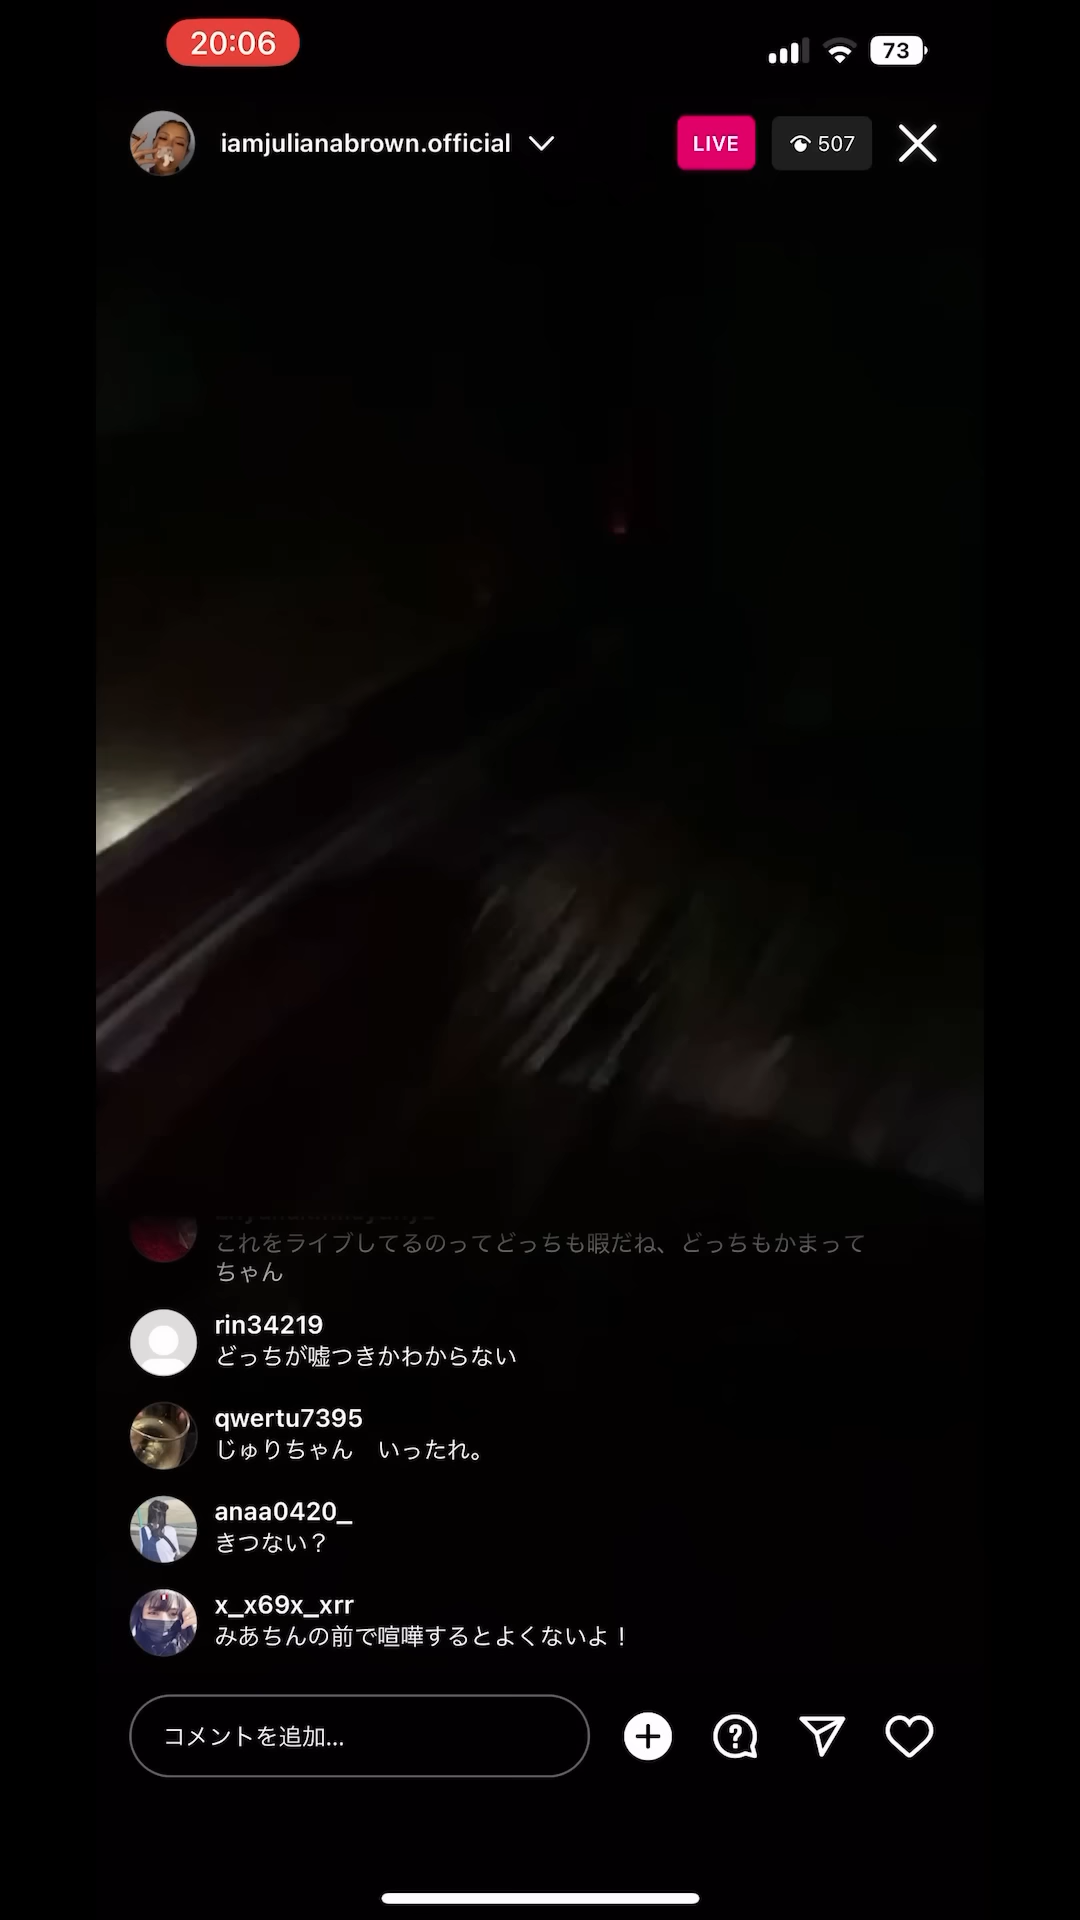 20:06
73
iamjulianabrown.official
LIVE
507
これをライブしてるのってどっちも暇だね、どっちもかまって
ちゃん
rin34219
どっちが嘘つきかわからない
qwertu7395
じゅりちゃん　いったれ。
anaa0420_
きつない？
x_x69x_xrr
みあちんの前で喧嘩するとよくないよ！
コメントを追加...